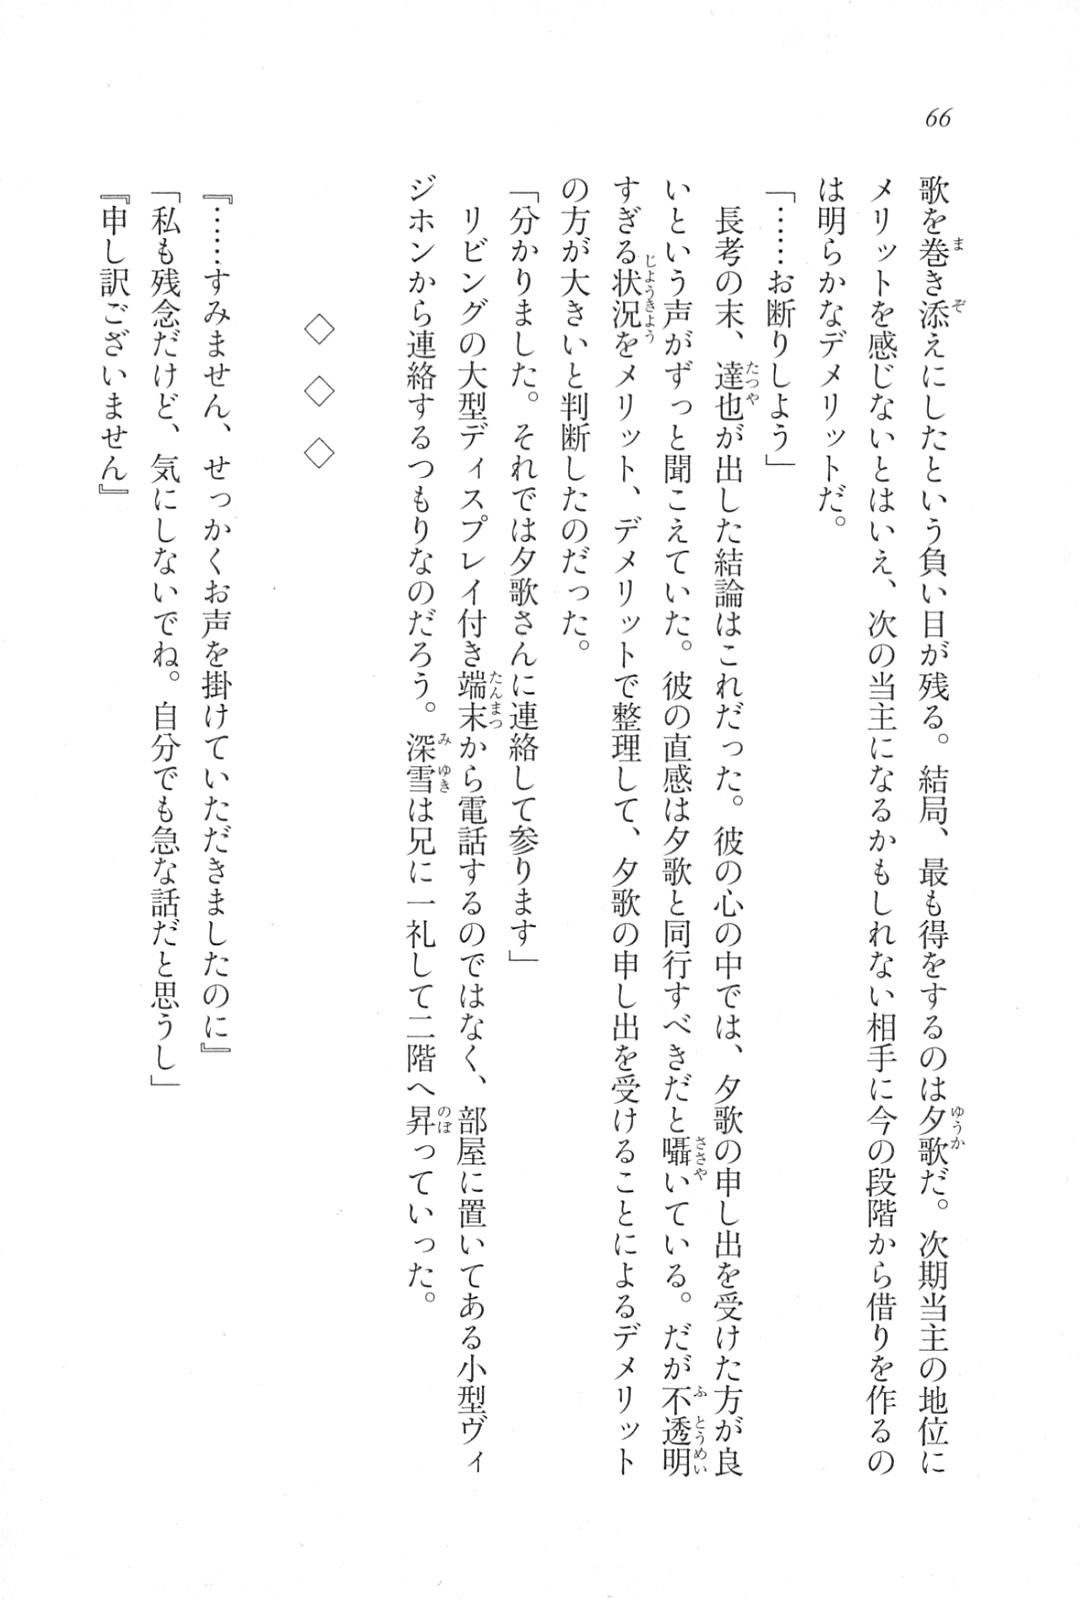 66
歌を巻き添えにしたという負い目が残る。結局、最も得をするのは夕歌だ。次期当主の地位に
メリットを感じないとはいえ、次の当主になるかもしれない相手に今の段階から借りを作るの
は明らかなデメリットだ。
「……お断りしよう」
長考の末、達也が出した結論はこれだった。彼の心の中では、夕歌の申し出を受けた方が良
いという声がずっと聞こえていた。彼の直感は夕歌と同行すべきだと囁いている。だが不透明
すぎる状況をメリット、デメリットで整理して、夕歌の申し出を受けることによるデメリット
の方が大きいと判断したのだった。
「分かりました。それでは夕歌さんに連絡して参ります」
リビングの大型ディスプレイ付き端末から電話するのではなく、部屋に置いてある小型ヴィ
ジホンから連絡するつもりなのだろう。深雪は兄に一礼して二階へ昇っていった。
◇ ◇ ◇
『……すみません、せっかくお声を掛けていただきましたのに』
「私も残念だけど、気にしないでね。自分でも急な話だと思うし」
『申し訳ございません』